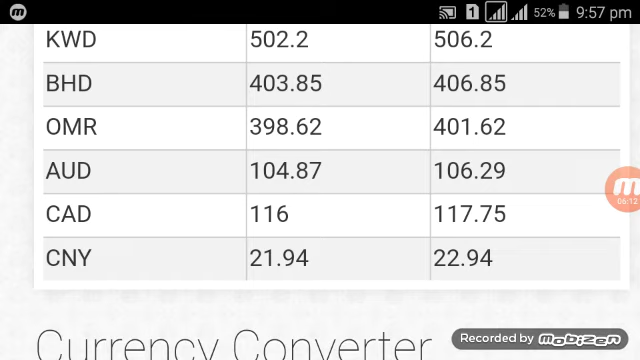 1 52% 9:57 pm
KWD 502.2 506.2
BHD 403.85 406.85
OMR 398.62 401.62
AUD 104.87 106.29
06:12
CAD 116 117.75
CNY 21.94 22.94
Currency Converter
Recorded by mobizen